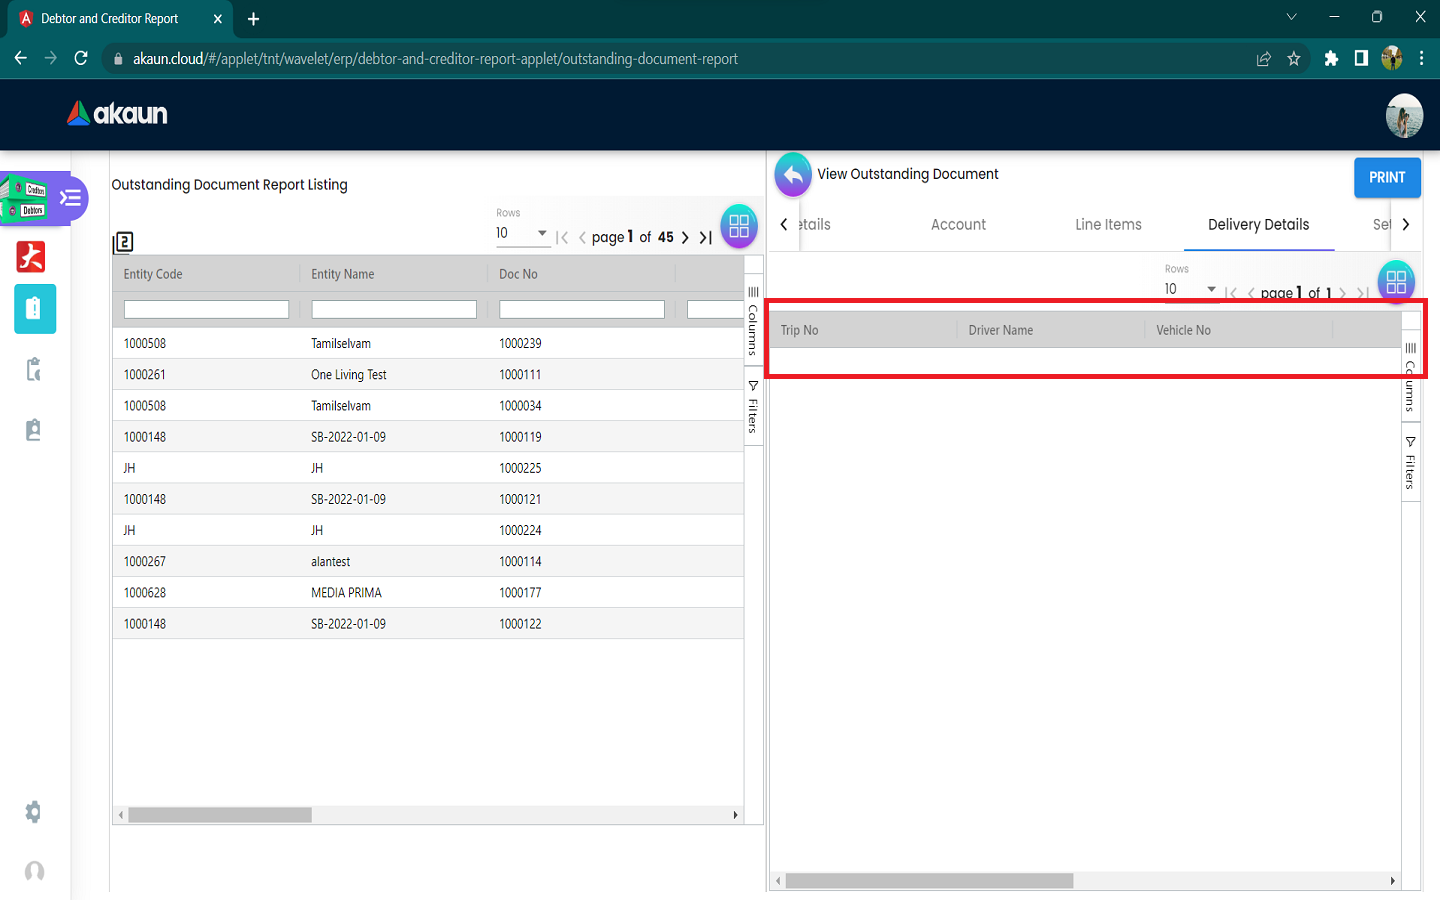 Debtor and Creditor Report
akaun.cloud/#/applet/tnt/wavelet/erp/debtor-and-creditor-report-applet/outstanding-document-report
akaun
Creditors
Debtors
Outstanding Document Report Listing
2
Rows
10
page 1 of 45
Entity Code Entity Name Doc No
1000508 Tamilselvam 1000239
1000261 One Living Test 1000111
1000508 Tamilselvam 1000034
1000148 SB-2022-01-09 1000119
JH JH 1000225
1000148 SB-2022-01-09 1000121
JH JH 1000224
1000267 alantest 1000114
1000628 MEDIA PRIMA 1000177
1000148 SB-2022-01-09 1000122
Columns
Filters
View Outstanding Document
PRINT
etails Account Line Items Delivery Details Set
Rows
10
page 1 of 1
Trip No Driver Name Vehicle No
Columns
Filters